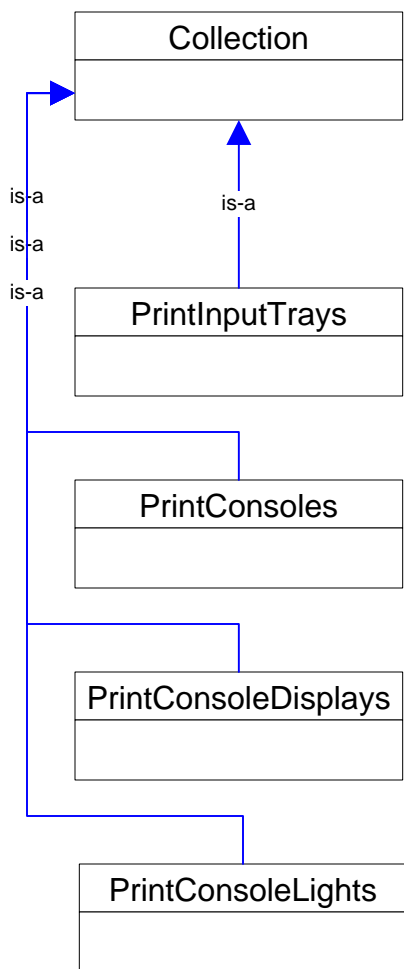 Collection
is-a
is-a
is-a
is-a
PrintInputTrays
PrintConsoles
PrintConsoleDisplays
PrintConsoleLights